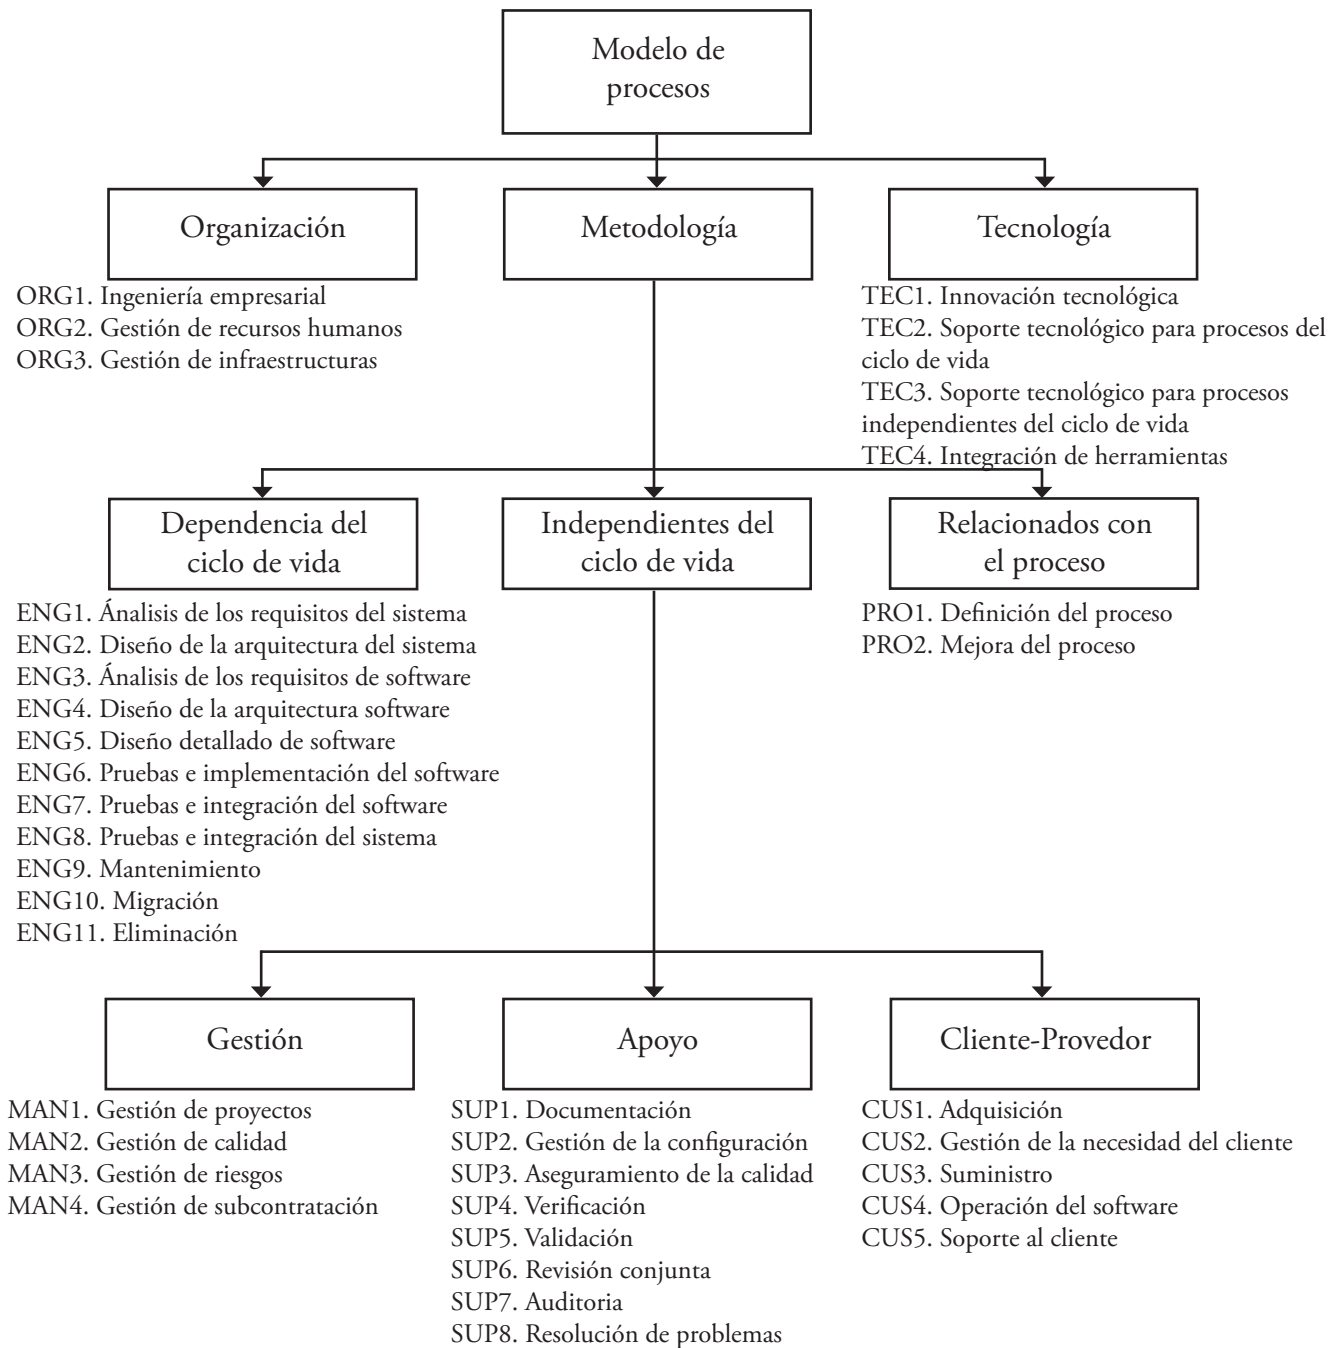 Modelo de
procesos
Organización
Metodología
Tecnología
ORG1. Ingeniería empresarial
ORG2. Gestión de recursos humanos
ORG3. Gestión de infraestructuras
TEC1. Innovación tecnológica
TEC2. Soporte tecnológico para procesos del
ciclo de vida
TEC3. Soporte tecnológico para procesos
independientes del ciclo de vida
TEC4. Integración de herramientas
Dependencia del
ciclo de vida
Independientes del
ciclo de vida
Relacionados con
el proceso
ENG1. Ánalisis de los requisitos del sistema
ENG2. Diseño de la arquitectura del sistema
ENG3. Ánalisis de los requisitos de software
ENG4. Diseño de la arquitectura software
ENG5. Diseño detallado de software
ENG6. Pruebas e implementación del software
ENG7. Pruebas e integración del software
ENG8. Pruebas e integración del sistema
ENG9. Mantenimiento
ENG10. Migración
ENG11. Eliminación
PRO1. Definición del proceso
PRO2. Mejora del proceso
Gestión
Apoyo
Cliente-Provedor
MAN1. Gestión de proyectos
MAN2. Gestión de calidad
MAN3. Gestión de riesgos
MAN4. Gestión de subcontratación
SUP1. Documentación
SUP2. Gestión de la configuración
SUP3. Aseguramiento de la calidad
SUP4. Verificación
SUP5. Validación
SUP6. Revisión conjunta
SUP7. Auditoria
SUP8. Resolución de problemas
CUS1. Adquisición
CUS2. Gestión de la necesidad del cliente
CUS3. Suministro
CUS4. Operación del software
CUS5. Soporte al cliente